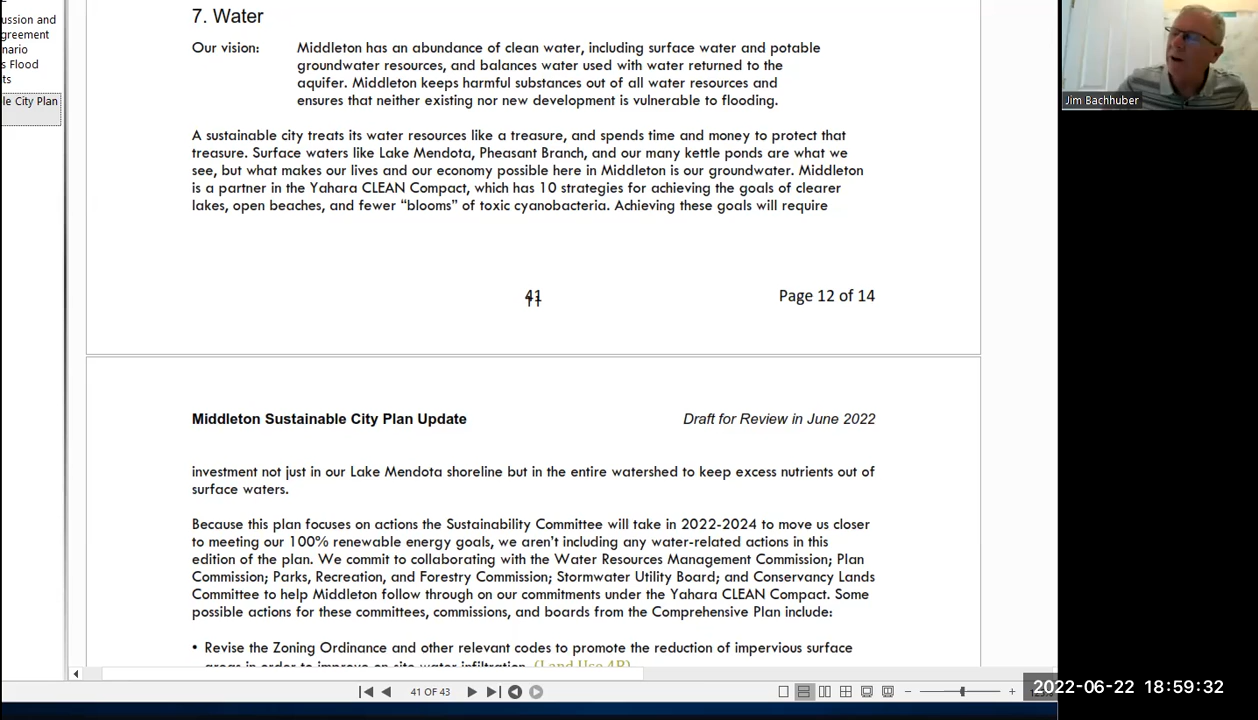 ussion and
greement
nario
s Flood
ts
le City Plan
7. Water
Our vision: Middleton has an abundance of clean water, including surface water and potable
groundwater resources, and balances water used with water returned to the
aquifer. Middleton keeps harmful substances out of all water resources and
ensures that neither existing nor new development is vulnerable to flooding.
A sustainable city treats its water resources like a treasure, and spends time and money to protect that
treasure. Surface waters like Lake Mendota, Pheasant Branch, and our many kettle ponds are what we
see, but what makes our lives and our economy possible here in Middleton is our groundwater. Middleton
is a partner in the Yahara CLEAN Compact, which has 10 strategies for achieving the goals of clearer
lakes, open beaches, and fewer “blooms” of toxic cyanobacteria. Achieving these goals will require
41 Page 12 of 14
Middleton Sustainable City Plan Update Draft for Review in June 2022
investment not just in our Lake Mendota shoreline but in the entire watershed to keep excess nutrients out of
surface waters.
Because this plan focuses on actions the Sustainability Committee will take in 2022-2024 to move us closer
to meeting our 100% renewable energy goals, we aren’t including any water-related actions in this
edition of the plan. We commit to collaborating with the Water Resources Management Commission; Plan
Commission; Parks, Recreation, and Forestry Commission; Stormwater Utility Board; and Conservancy Lands
Committee to help Middleton follow through on our commitments under the Yahara CLEAN Compact. Some
possible actions for these committees, commissions, and boards from the Comprehensive Plan include:
• Revise the Zoning Ordinance and other relevant codes to promote the reduction of impervious surface
areas in order to improve on-site water infiltration. (Land Use 4B)
41 OF 43
Jim Bachhuber
2022-06-22 18:59:32